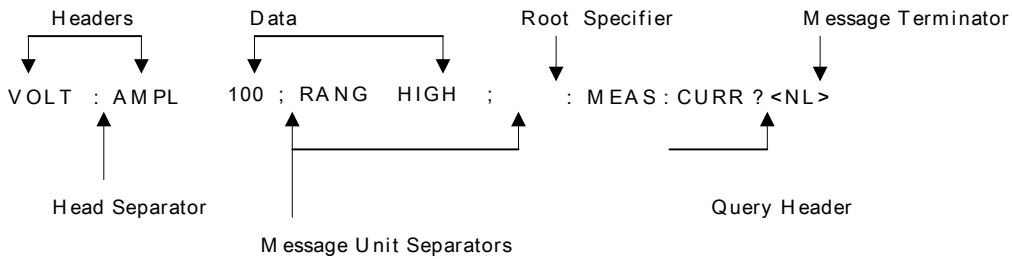 Headers Data Root Specifier Message Terminator
VOLT : AMPL 100 ; RANG HIGH ; : MEAS : CURR ? <NL>
Head Separator Query Header
Message Unit Separators